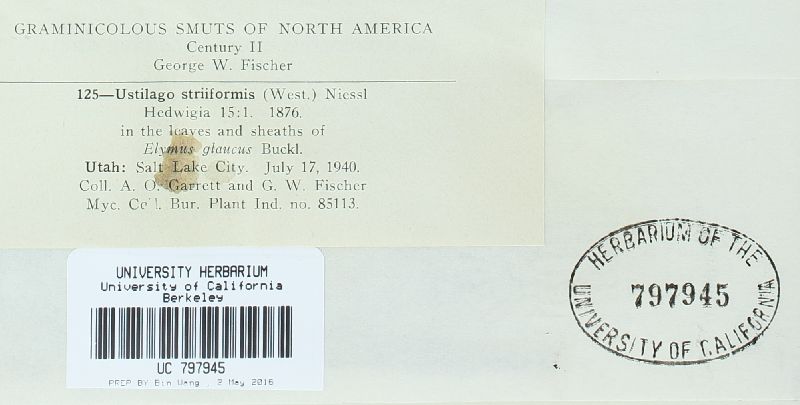 GRAMINICOLOUS SMUTS OF NORTH AMERICA
Century II
George W. Fischer
125—Ustilago striiformis (West.) Niessl
Hedwigia 15:1. 1876.
in the leaves and sheaths of
Elymus glaucus Buckl.
Utah: Salt Lake City. July 17, 1940.
Coll. A. O. Garrett and G. W. Fischer
Myc. Col. Bur. Plant Ind. no. 85113.
UNIVERSITY HERBARIUM
University of California
Berkeley
UC 797945
PREP BY Bin Wang , 2 May 2016
HERBARIUM OF THE
797945
UNIVERSITY OF CALIFORNIA